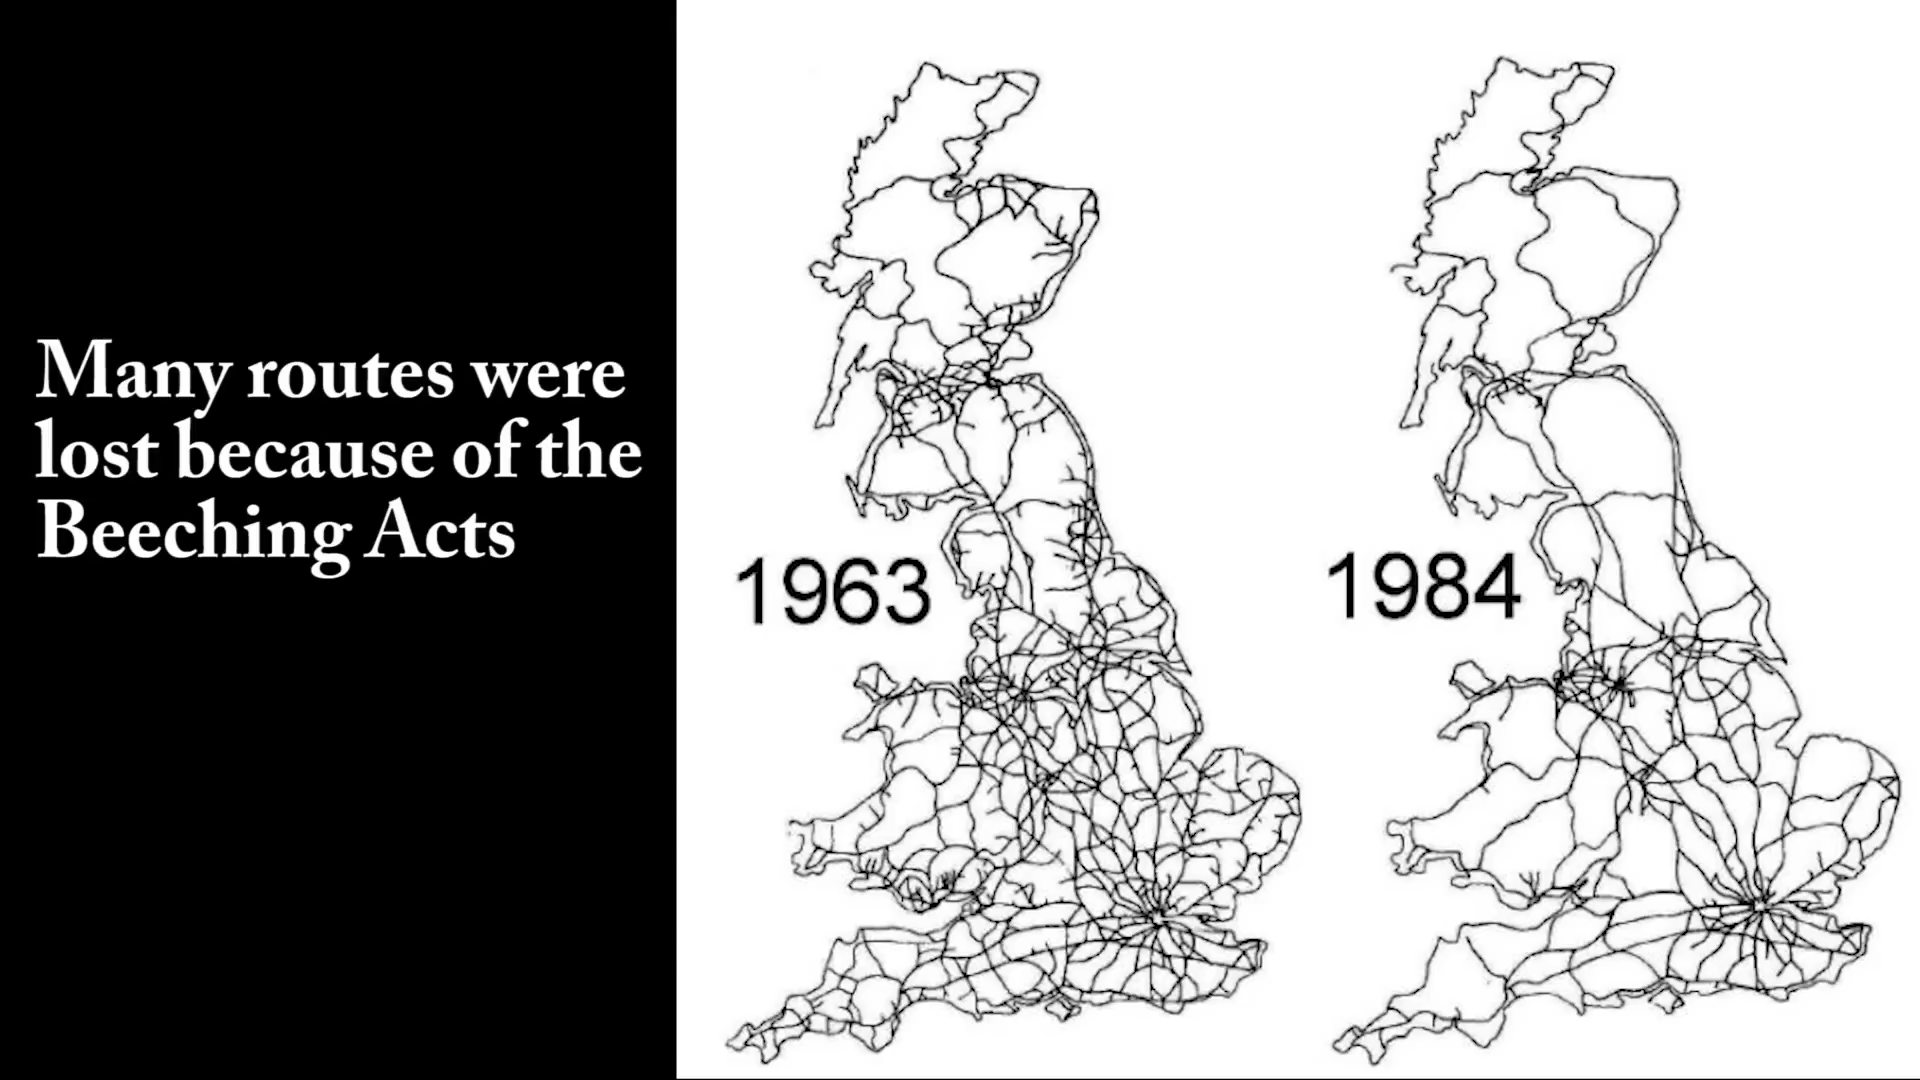 Many routes were
lost because of the
Beeching Acts
1963
1984